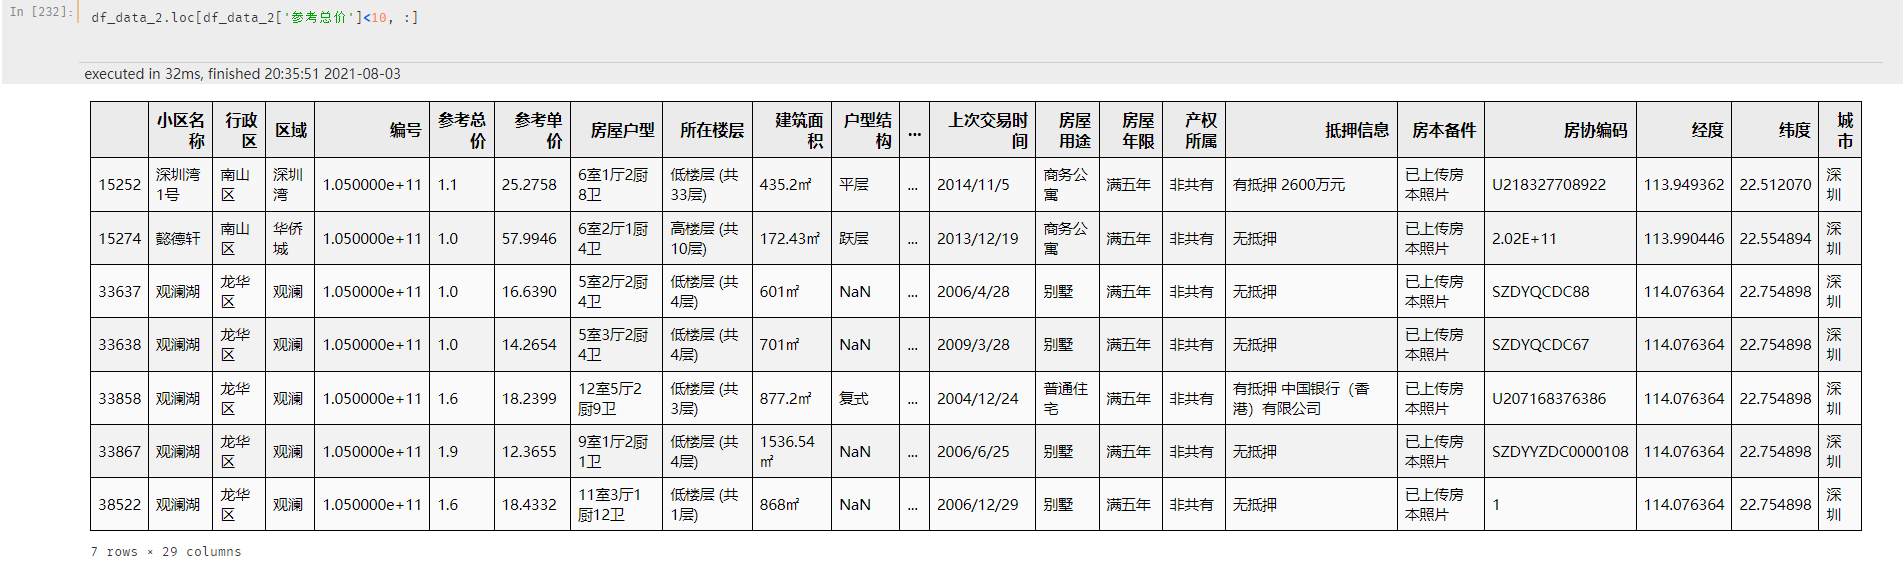 In [232]:
df_data_2.loc[df_data_2['参考总价']<10, :]
executed in 32ms, finished 20:35:51 2021-08-03
小区名称 行政区 区域 编号 参考总价 参考单价 房屋户型 所在楼层 建筑面积 户型结构 ... 上次交易时间 房屋用途 房屋年限 产权所属 抵押信息 房本备件 房协编码 经度 纬度 城市
15252 深圳湾1号 南山区 深圳湾 1.050000e+11 1.1 25.2758 6室1厅2厨8卫 低楼层 (共33层) 435.2㎡ 平层 ... 2014/11/5 商务公寓 满五年 非共有 有抵押 2600万元 已上传房本照片 U218327708922 113.949362 22.512070 深圳
15274 懿德轩 南山区 华侨城 1.050000e+11 1.0 57.9946 6室2厅1厨4卫 高楼层 (共10层) 172.43㎡ 跃层 ... 2013/12/19 商务公寓 满五年 非共有 无抵押 已上传房本照片 2.02E+11 113.990446 22.554894 深圳
33637 观澜湖 龙华区 观澜 1.050000e+11 1.0 16.6390 5室2厅2厨4卫 低楼层 (共4层) 601㎡ NaN ... 2006/4/28 别墅 满五年 非共有 无抵押 已上传房本照片 SZDYQCDC88 114.076364 22.754898 深圳
33638 观澜湖 龙华区 观澜 1.050000e+11 1.0 14.2654 5室3厅2厨4卫 低楼层 (共4层) 701㎡ NaN ... 2009/3/28 别墅 满五年 非共有 无抵押 已上传房本照片 SZDYQCDC67 114.076364 22.754898 深圳
33858 观澜湖 龙华区 观澜 1.050000e+11 1.6 18.2399 12室5厅2厨9卫 低楼层 (共3层) 877.2㎡ 复式 ... 2004/12/24 普通住宅 满五年 非共有 有抵押 中国银行（香港）有限公司 已上传房本照片 U207168376386 114.076364 22.754898 深圳
33867 观澜湖 龙华区 观澜 1.050000e+11 1.9 12.3655 9室1厅2厨1卫 低楼层 (共4层) 1536.54㎡ NaN ... 2006/6/25 别墅 满五年 非共有 无抵押 已上传房本照片 SZDYYZDC0000108 114.076364 22.754898 深圳
38522 观澜湖 龙华区 观澜 1.050000e+11 1.6 18.4332 11室3厅1厨12卫 低楼层 (共1层) 868㎡ NaN ... 2006/12/29 别墅 满五年 非共有 无抵押 已上传房本照片 1 114.076364 22.754898 深圳
7 rows × 29 columns